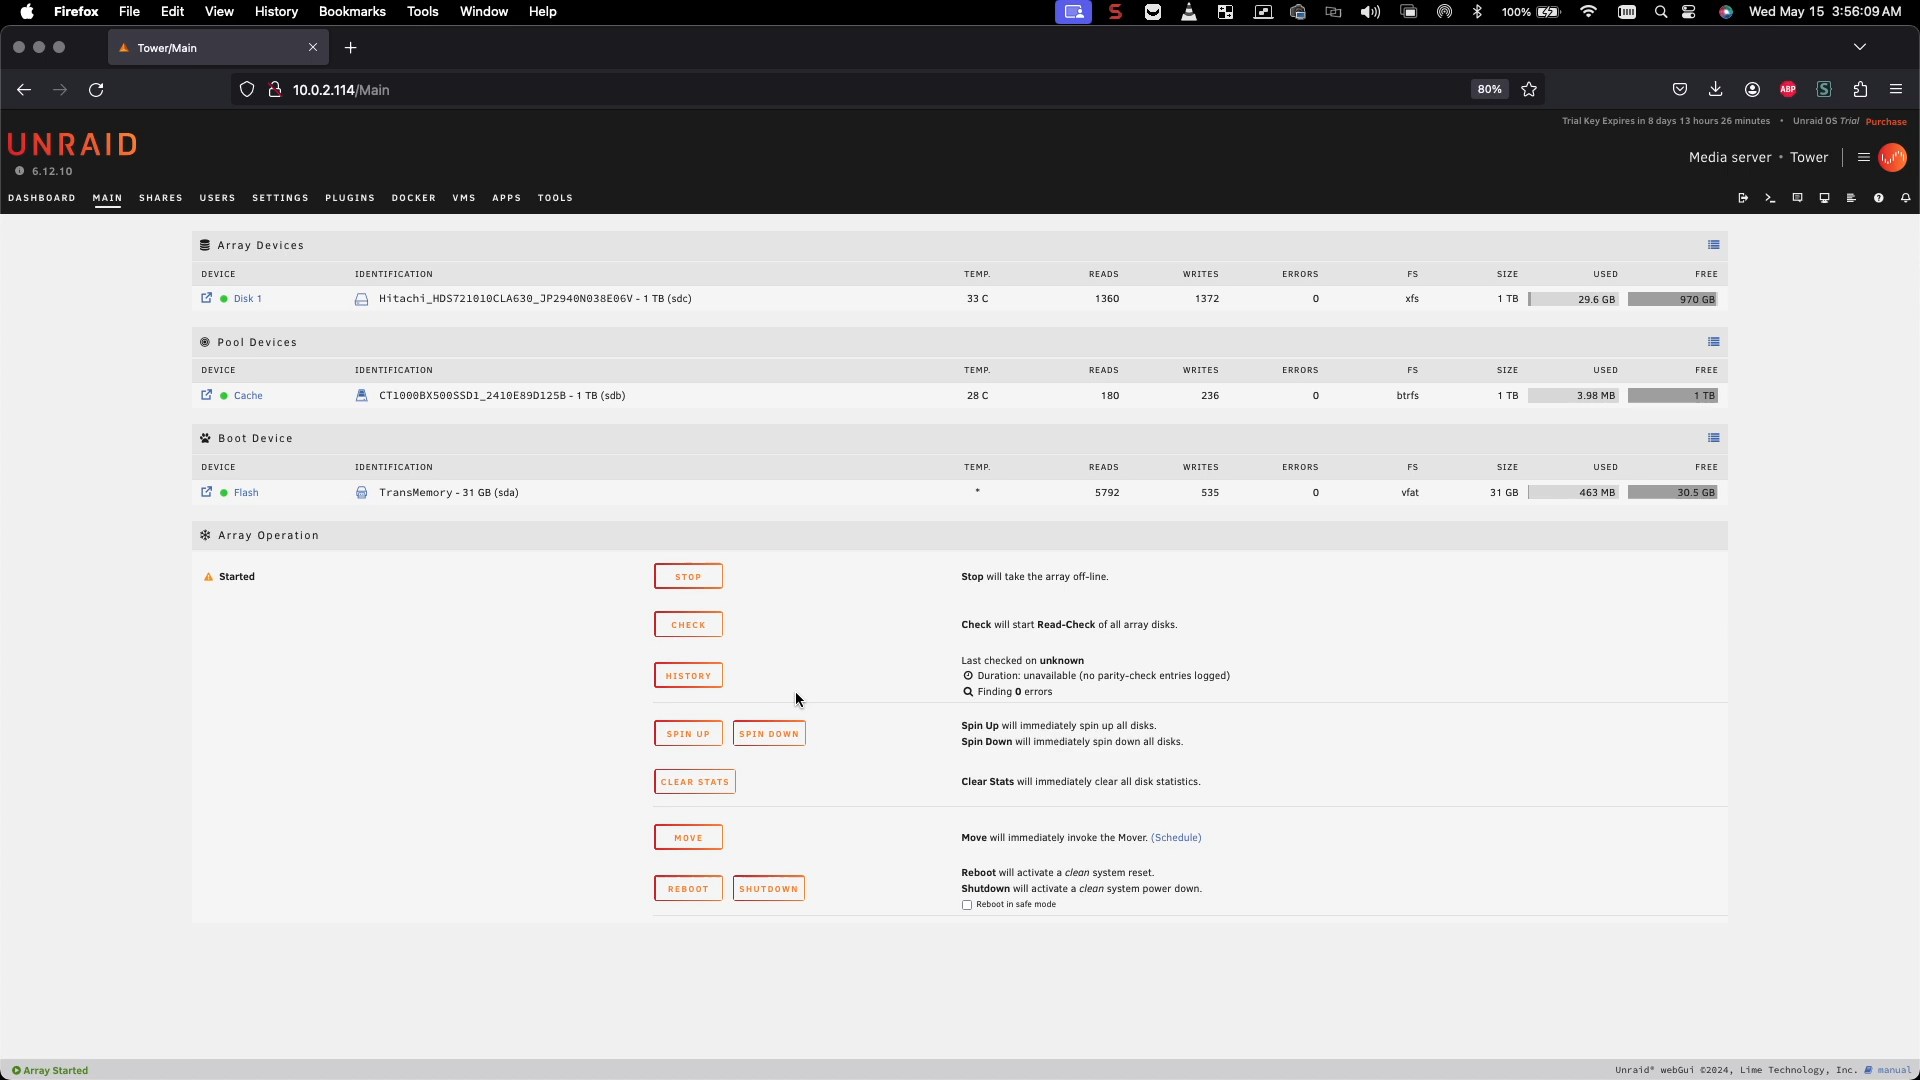 Firefox File Edit View History Bookmarks Tools Window Help 100% Wed May 15 3:56:09 AM
Tower/Main
10.0.2.114/Main 80% ABP
Trial Key Expires in 8 days 13 hours 26 minutes • Unraid OS Trial Purchase
UNRAID
6.12.10
Media server • Tower
DASHBOARD MAIN SHARES USERS SETTINGS PLUGINS DOCKER VMS APPS TOOLS
Array Devices
DEVICE IDENTIFICATION TEMP. READS WRITES ERRORS FS SIZE USED FREE
Disk 1 Hitachi_HDS721010CLA630_JP2940N038E06V - 1 TB (sdc) 33 C 1360 1372 0 xfs 1 TB 29.6 GB 970 GB
Pool Devices
DEVICE IDENTIFICATION TEMP. READS WRITES ERRORS FS SIZE USED FREE
Cache CT1000BX500SSD1_2410E89D125B - 1 TB (sdb) 28 C 180 236 0 btrfs 1 TB 3.98 MB 1 TB
Boot Device
DEVICE IDENTIFICATION TEMP. READS WRITES ERRORS FS SIZE USED FREE
Flash TransMemory - 31 GB (sda) * 5792 535 0 vfat 31 GB 463 MB 30.5 GB
Array Operation
Started STOP Stop will take the array off-line.
CHECK Check will start Read-Check of all array disks.
Last checked on unknown
HISTORY Duration: unavailable (no parity-check entries logged)
Finding 0 errors
Spin Up will immediately spin up all disks.
SPIN UP SPIN DOWN
Spin Down will immediately spin down all disks.
CLEAR STATS Clear Stats will immediately clear all disk statistics.
MOVE Move will immediately invoke the Mover. (Schedule)
Reboot will activate a clean system reset.
REBOOT SHUTDOWN Shutdown will activate a clean system power down.
Reboot in safe mode
Array Started Unraid® webGui ©2024, Lime Technology, Inc. manual